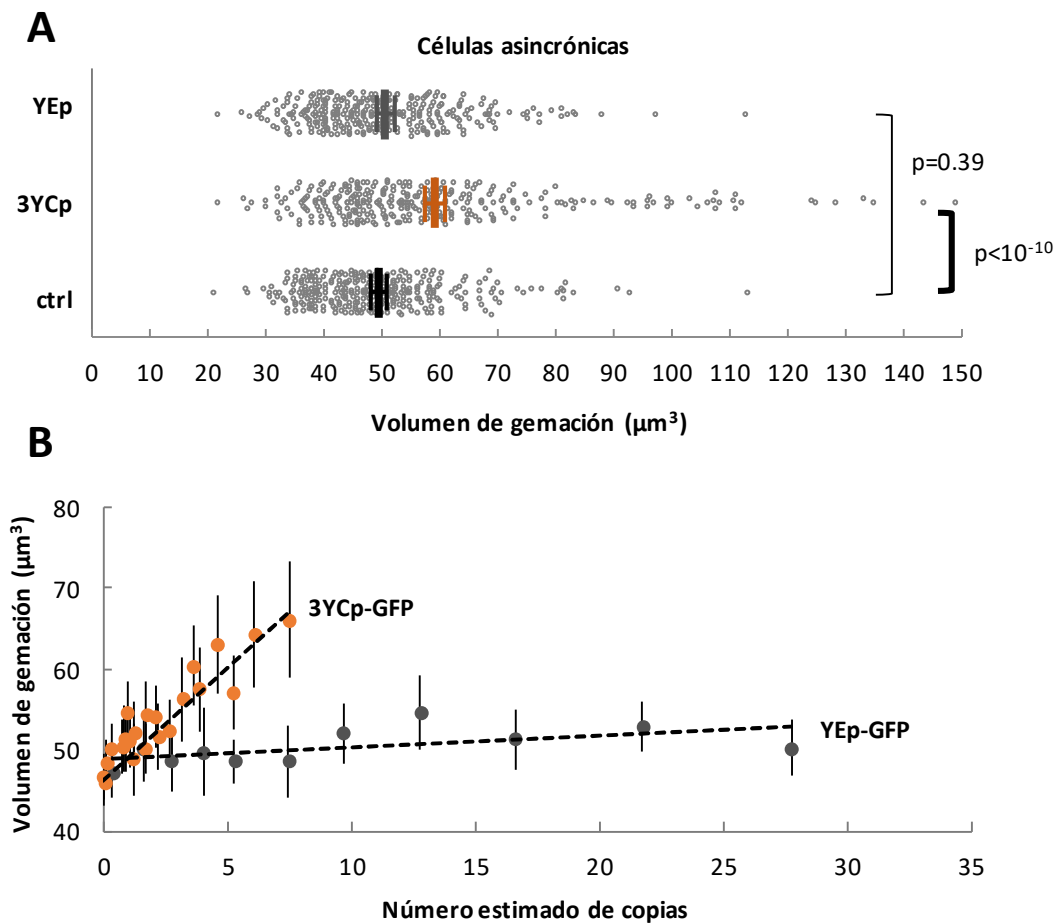 A
Células asincrónicas
YEp
3YCp
ctrl
p=0.39
p<10⁻¹⁰
0 10 20 30 40 50 60 70 80 90 100 110 120 130 140 150
Volumen de gemación (µm³)
B
Volumen de gemación (µm³)
80
70
60
50
40
3YCp-GFP
YEp-GFP
0 5 10 15 20 25 30 35
Número estimado de copias